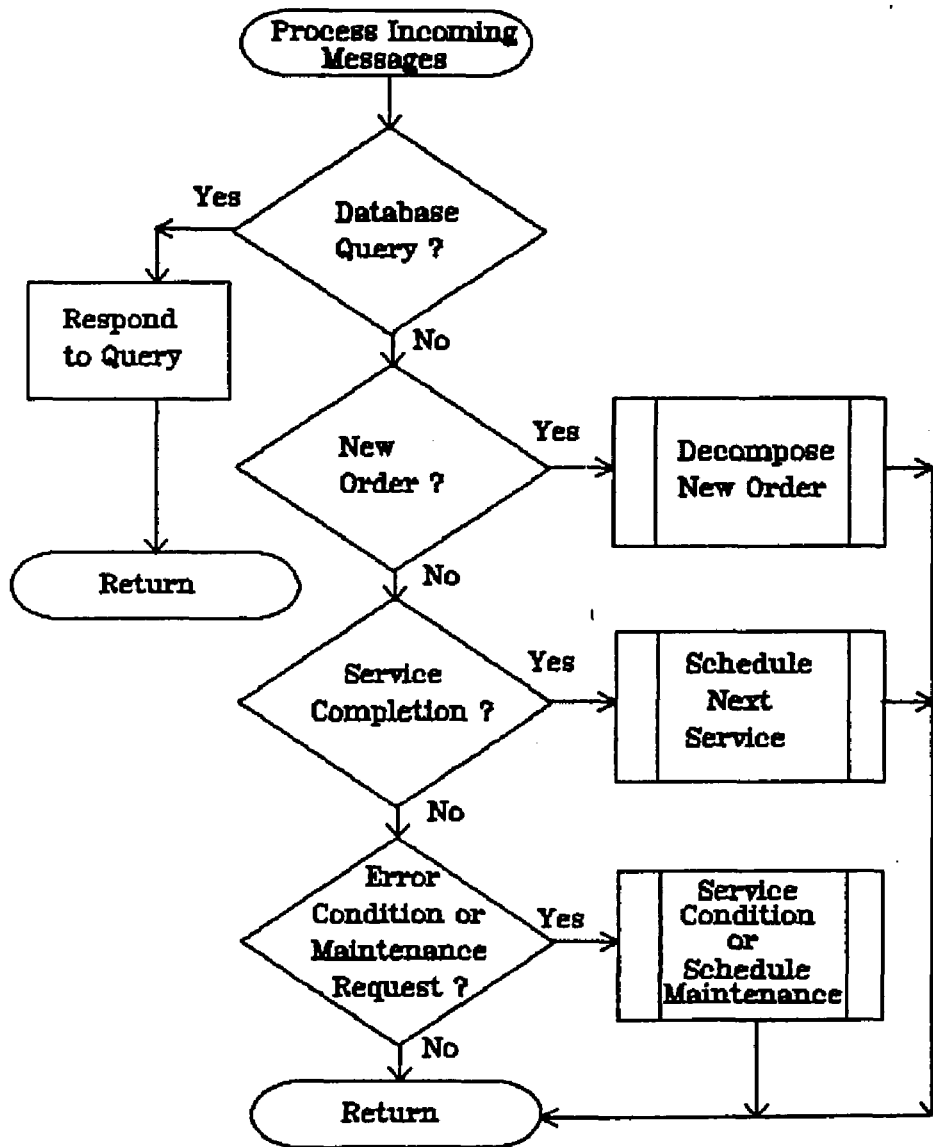 Process Incoming
Messages
Yes
Database
Query ?
Respond
to Query
No
New
Order ?
Yes
Decompose
New Order
Return
No
Service
Completion ?
Yes
Schedule
Next
Service
No
Error
Condition or
Maintenance
Request ?
Yes
Service
Condition
or
Schedule
Maintenance
No
Return